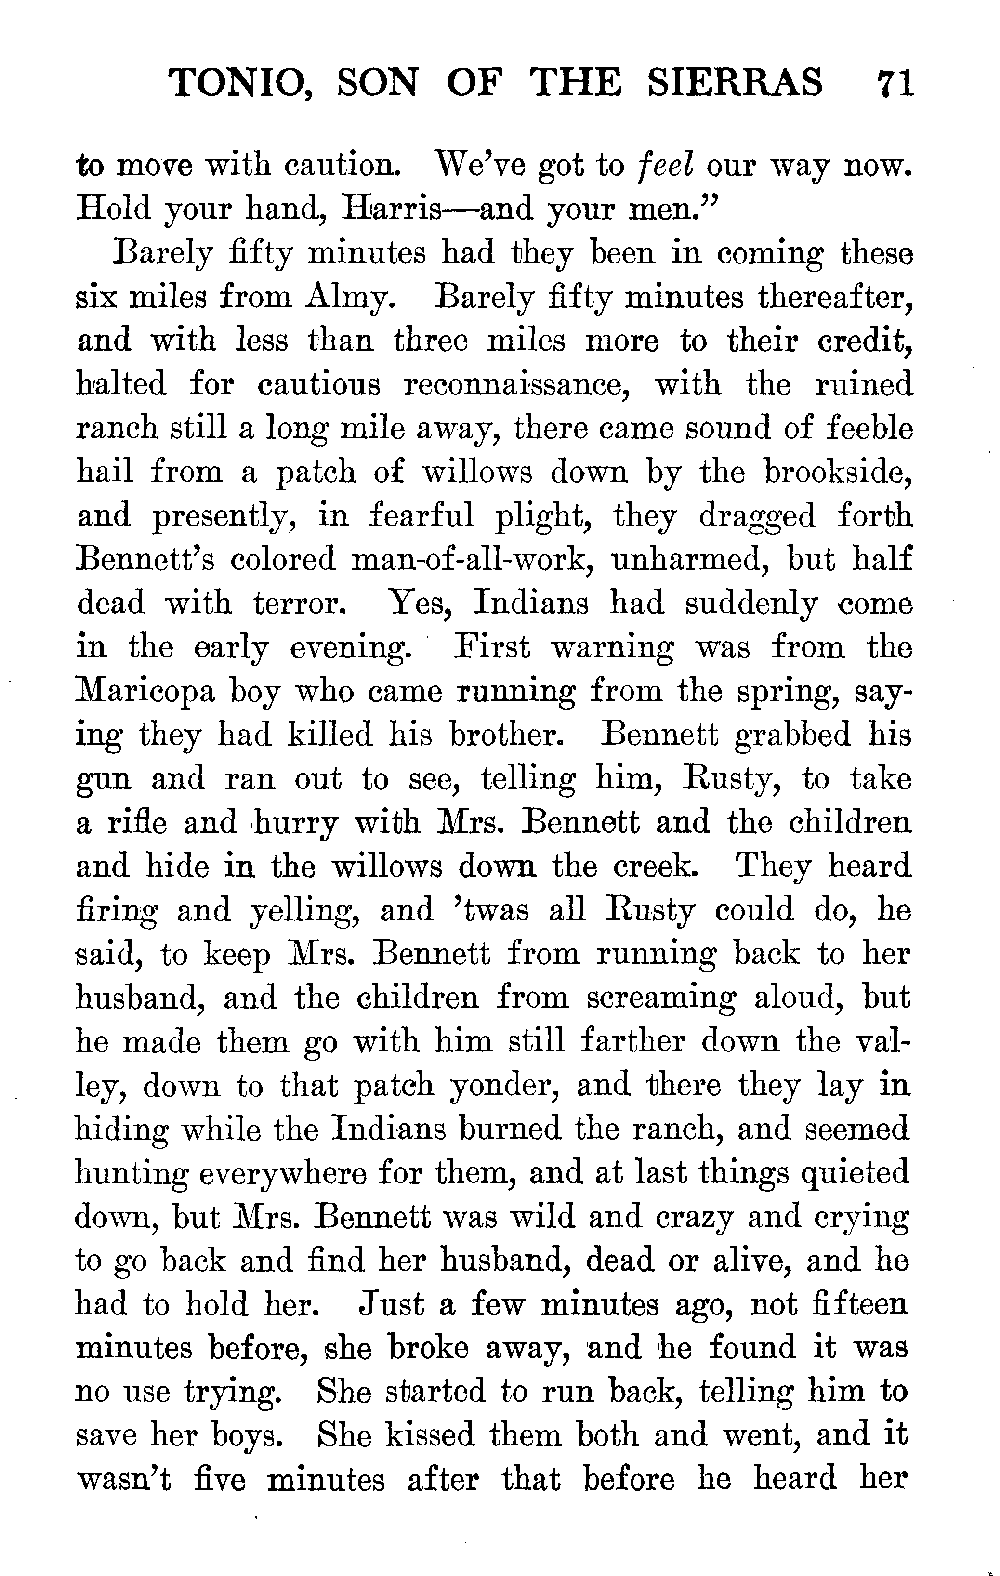 TONIO, SON OF THE SIERRAS 71
to move with caution. We've got to feel our way now.
Hold your hand, Harris—and your men."
Barely fifty minutes had they been in coming these
six miles from Almy. Barely fifty minutes thereafter,
and with less than three miles more to their credit,
halted for cautious reconnaissance, with the ruined
ranch still a long mile away, there came sound of feeble
hail from a patch of willows down by the brookside,
and presently, in fearful plight, they dragged forth
Bennett's colored man-of-all-work, unharmed, but half
dead with terror. Yes, Indians had suddenly come
in the early evening. First warning was from the
Maricopa boy who came running from the spring, say-
ing they had killed his brother. Bennett grabbed his
gun and ran out to see, telling him, Rusty, to take
a rifle and hurry with Mrs. Bennett and the children
and hide in the willows down the creek. They heard
firing and yelling, and 'twas all Rusty could do, he
said, to keep Mrs. Bennett from running back to her
husband, and the children from screaming aloud, but
he made them go with him still farther down the val-
ley, down to that patch yonder, and there they lay in
hiding while the Indians burned the ranch, and seemed
hunting everywhere for them, and at last things quieted
down, but Mrs. Bennett was wild and crazy and crying
to go back and find her husband, dead or alive, and he
had to hold her. Just a few minutes ago, not fifteen
minutes before, she broke away, and he found it was
no use trying. She started to run back, telling him to
save her boys. She kissed them both and went, and it
wasn't five minutes after that before he heard her